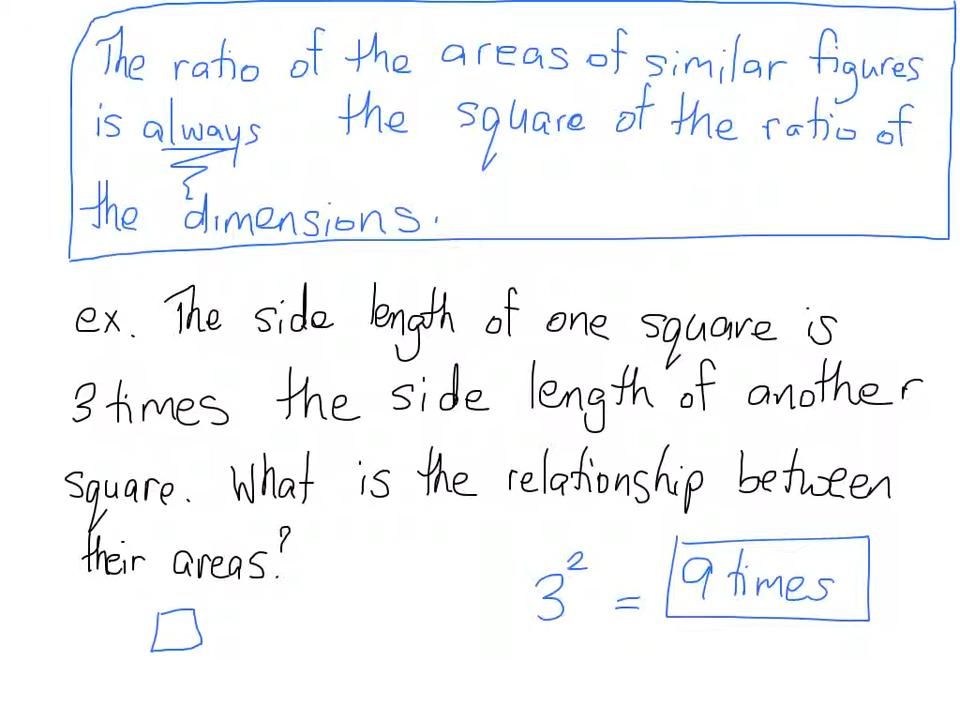 The ratio of the areas of similar figures
is always the square of the ratio of
the dimensions.
ex. The side length of one square is
3 times the side length of another
square. What is the relationship between
their areas?
3² = 9 times